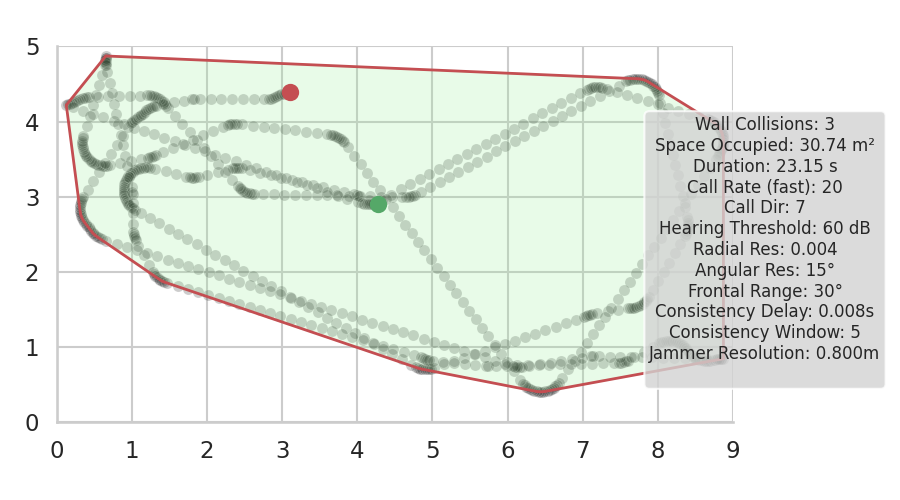 5
4
3
2
1
0
0 1 2 3 4 5 6 7 8 9
Wall Collisions: 3
Space Occupied: 30.74 m²
Duration: 23.15 s
Call Rate (fast): 20
Call Dir: 7
Hearing Threshold: 60 dB
Radial Res: 0.004
Angular Res: 15°
Frontal Range: 30°
Consistency Delay: 0.008s
Consistency Window: 5
Jammer Resolution: 0.800m